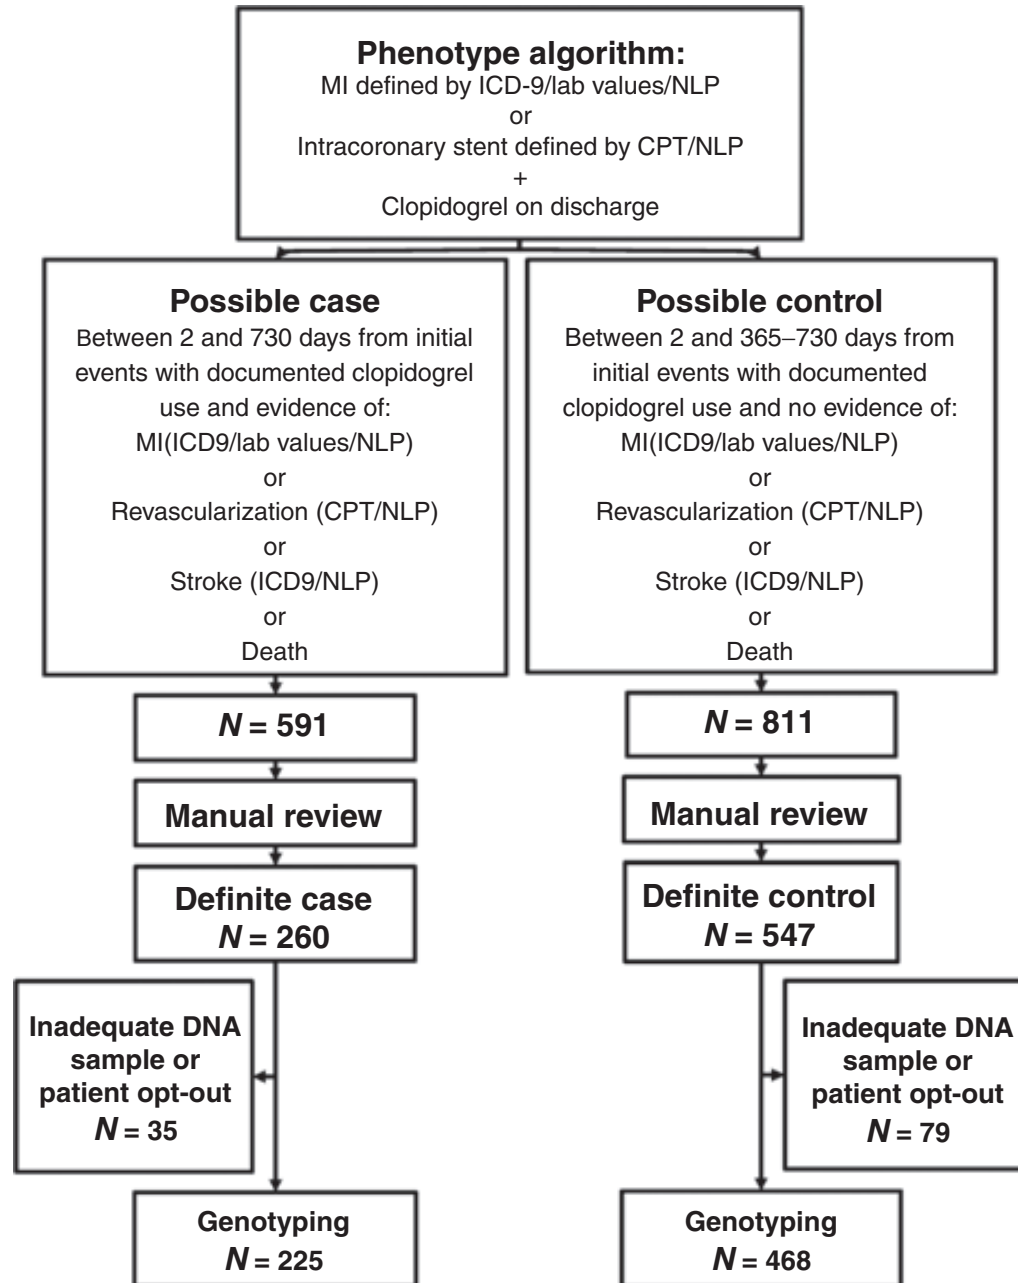 Phenotype algorithm:
MI defined by ICD-9/lab values/NLP
or
Intracoronary stent defined by CPT/NLP
+
Clopidogrel on discharge
Possible case
Between 2 and 730 days from initial
events with documented clopidogrel
use and evidence of:
MI(ICD9/lab values/NLP)
or
Revascularization (CPT/NLP)
or
Stroke (ICD9/NLP)
or
Death
N = 591
Manual review
Definite case
N = 260
Inadequate DNA
sample or
patient opt-out
N = 35
Genotyping
N = 225
Possible control
Between 2 and 365–730 days from
initial events with documented
clopidogrel use and no evidence of:
MI(ICD9/lab values/NLP)
or
Revascularization (CPT/NLP)
or
Stroke (ICD9/NLP)
or
Death
N = 811
Manual review
Definite control
N = 547
Inadequate DNA
sample or
patient opt-out
N = 79
Genotyping
N = 468